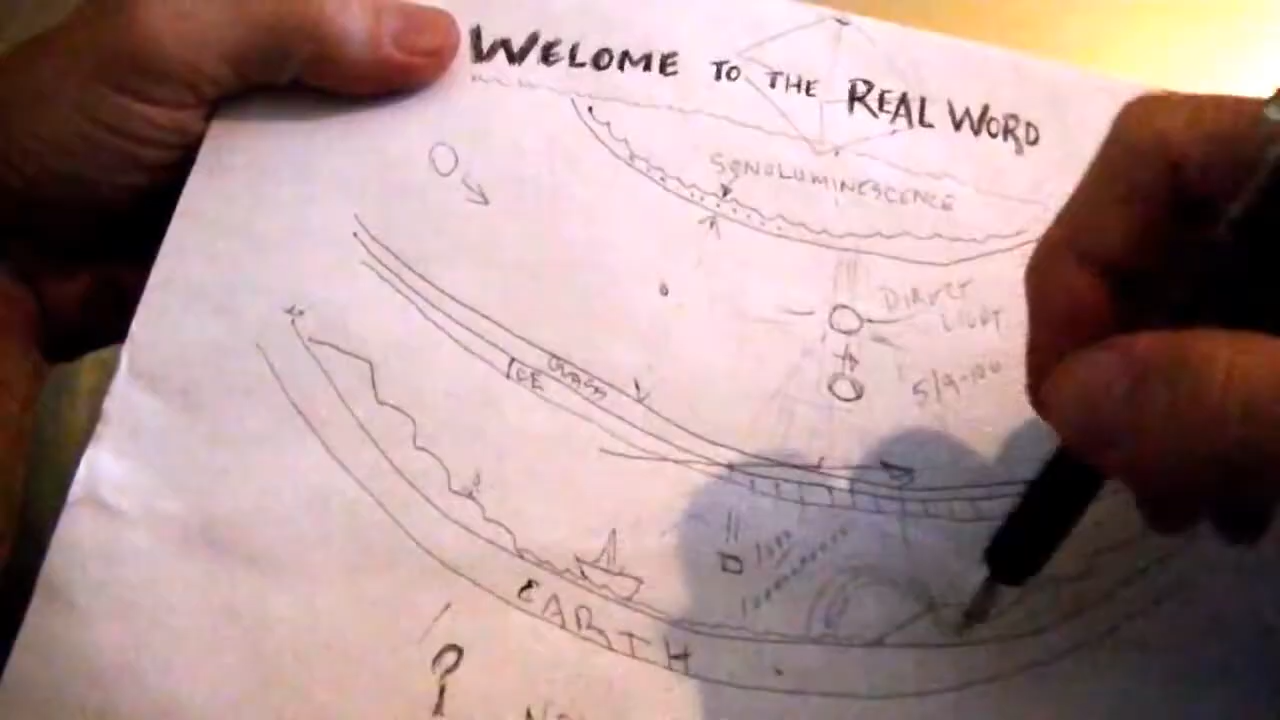 WELOME TO THE REAL WORD
SONOLUMINESCENCE
DIRECT
LIGHT
GLASS
ICE
EARTH
?